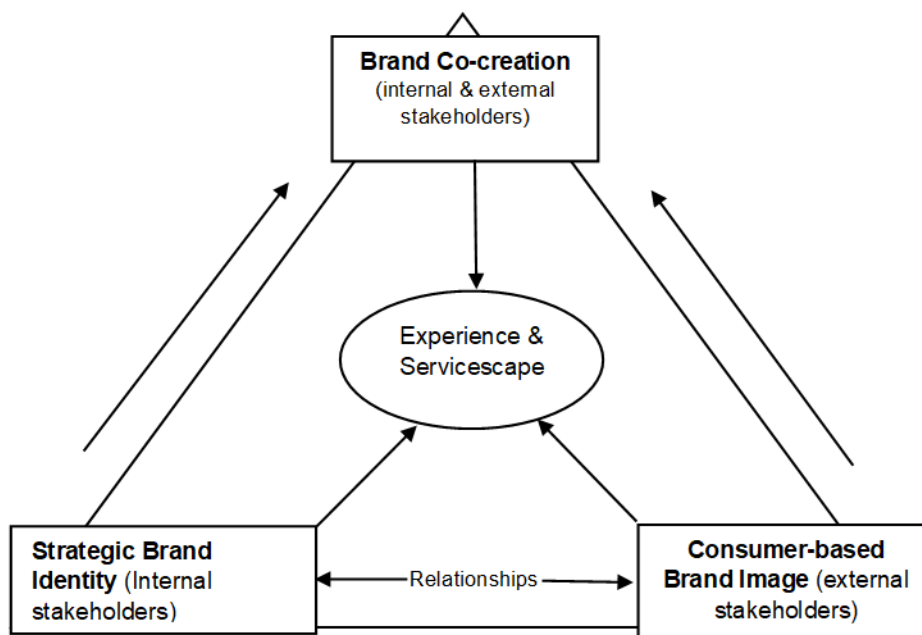 Brand Co-creation
(internal & external
stakeholders)
Experience &
Servicescape
Strategic Brand
Identity (Internal
stakeholders)
Relationships
Consumer-based
Brand Image (external
stakeholders)